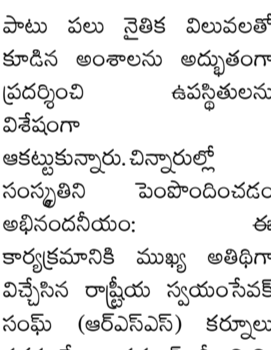 పాటు పలు నైతిక విలువలతో
కూడిన అంశాలను అద్భుతంగా
ప్రదర్శించి ఉపస్థితులను
విశేషంగా
ఆకట్టుకున్నారు. చిన్నారుల్లో
సంస్కృతిని పెంపొందించడం
అభినందనీయం: ఈ
కార్యక్రమానికి ముఖ్య అతిథిగా
విచ్చేసిన రాష్ట్రీయ స్వయంసేవక్
సంఘ్ (ఆర్ఎస్ఎస్) కర్నూలు